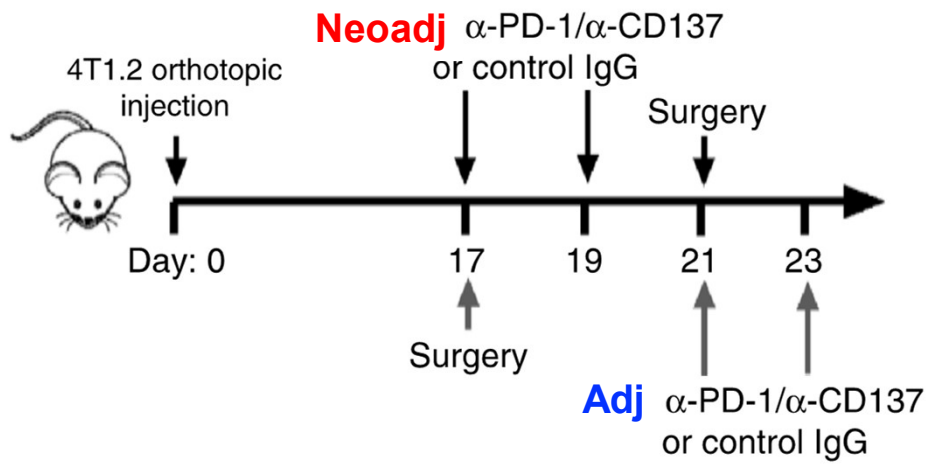 Neoadj α-PD-1/α-CD137
or control IgG
4T1.2 orthotopic
injection
Surgery
Day: 0
17
19
21
23
Surgery
Adj α-PD-1/α-CD137
or control IgG